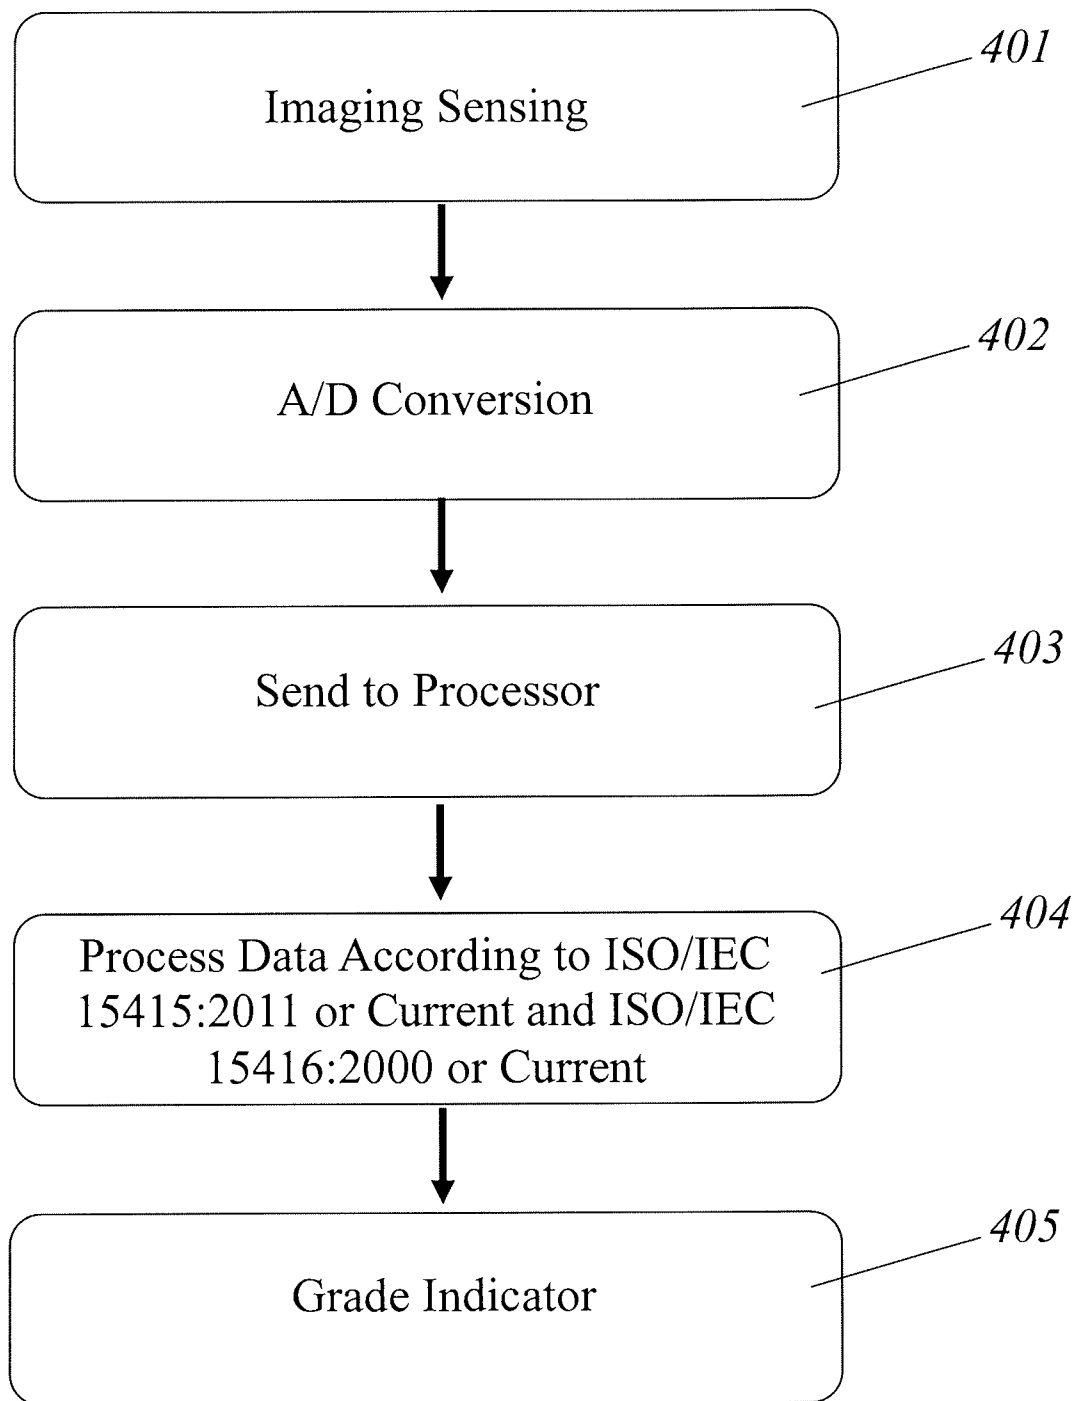 Imaging Sensing
401
A/D Conversion
402
Send to Processor
403
Process Data According to ISO/IEC
15415:2011 or Current and ISO/IEC
15416:2000 or Current
404
Grade Indicator
405